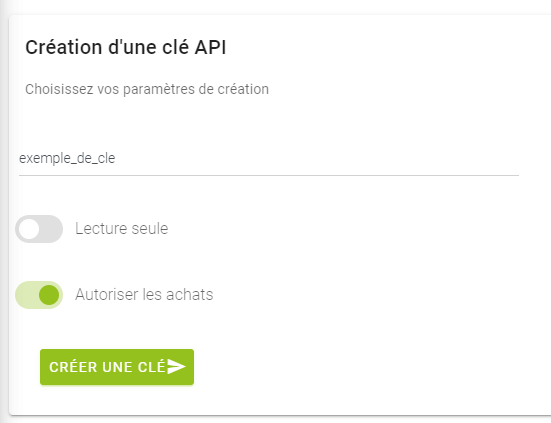 Création d'une clé API
Choisissez vos paramètres de création
exemple_de_cle
Lecture seule
Autoriser les achats
CRÉER UNE CLÉ